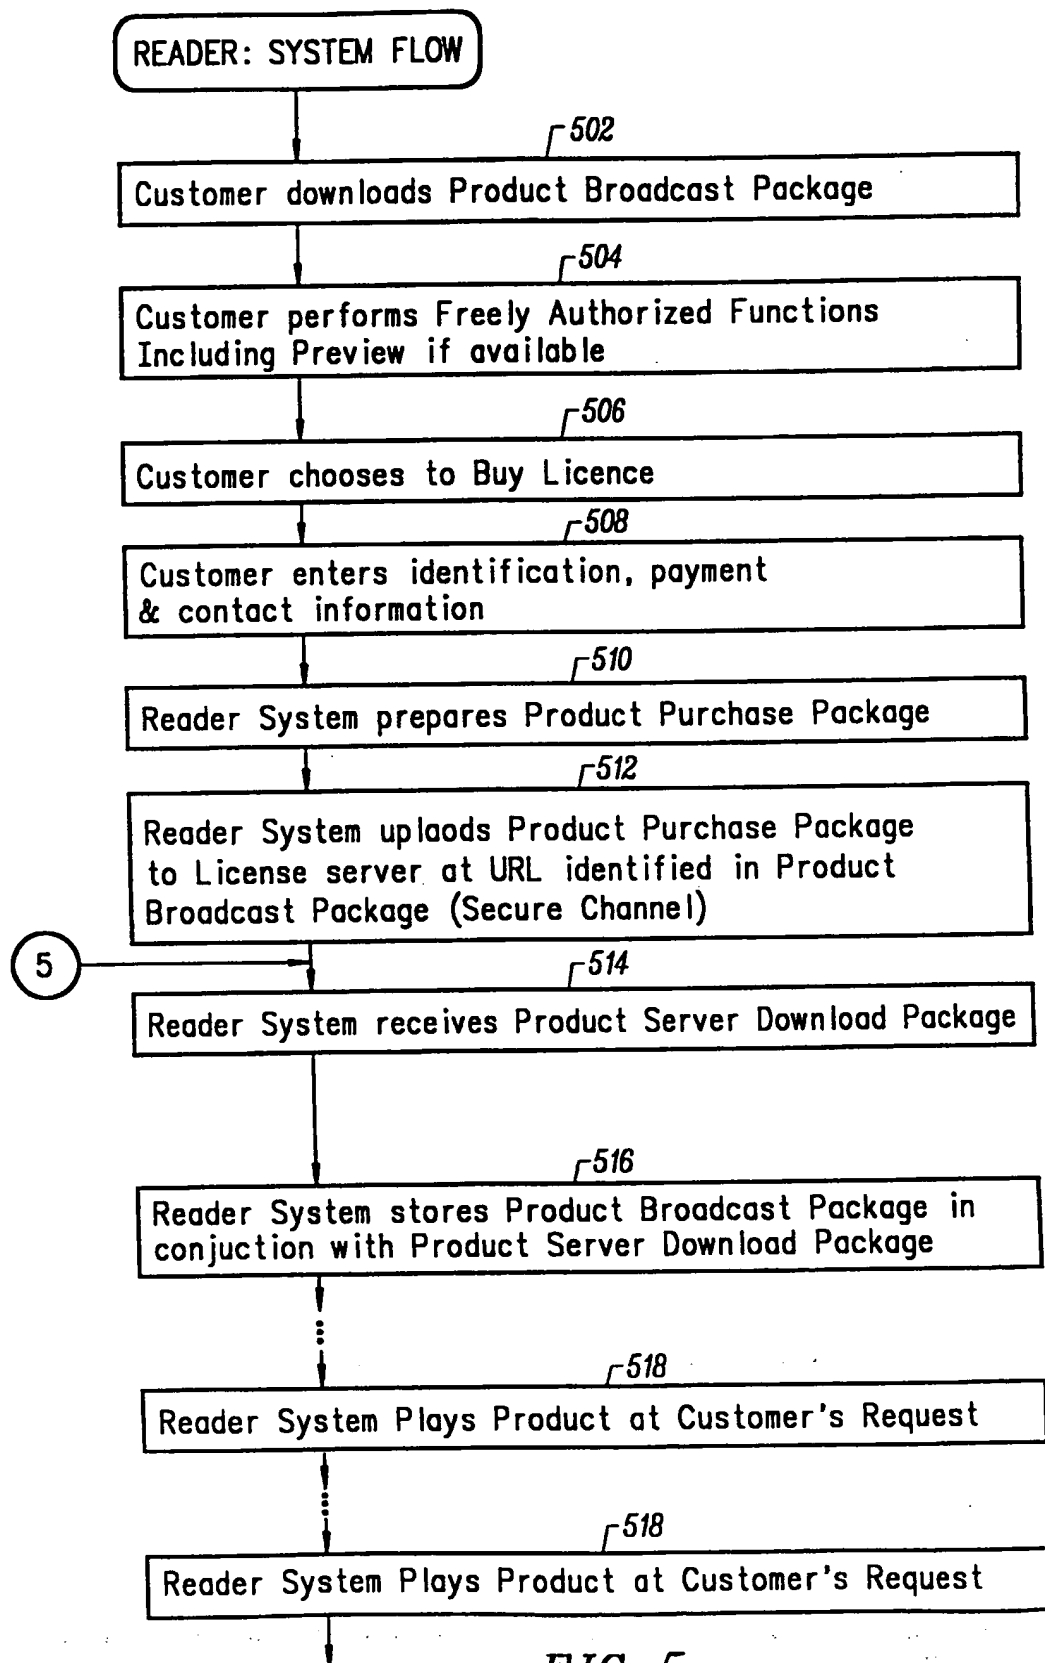 READER: SYSTEM FLOW
502
Customer downloads Product Broadcast Package
504
Customer performs Freely Authorized Functions
Including Preview if available
506
Customer chooses to Buy Licence
508
Customer enters identification, payment
& contact information
510
Reader System prepares Product Purchase Package
512
Reader System uplaods Product Purchase Package
to License server at URL identified in Product
Broadcast Package (Secure Channel)
5
514
Reader System receives Product Server Download Package
516
Reader System stores Product Broadcast Package in
conjuction with Product Server Download Package
518
Reader System Plays Product at Customer's Request
518
Reader System Plays Product at Customer's Request
FIG. 5